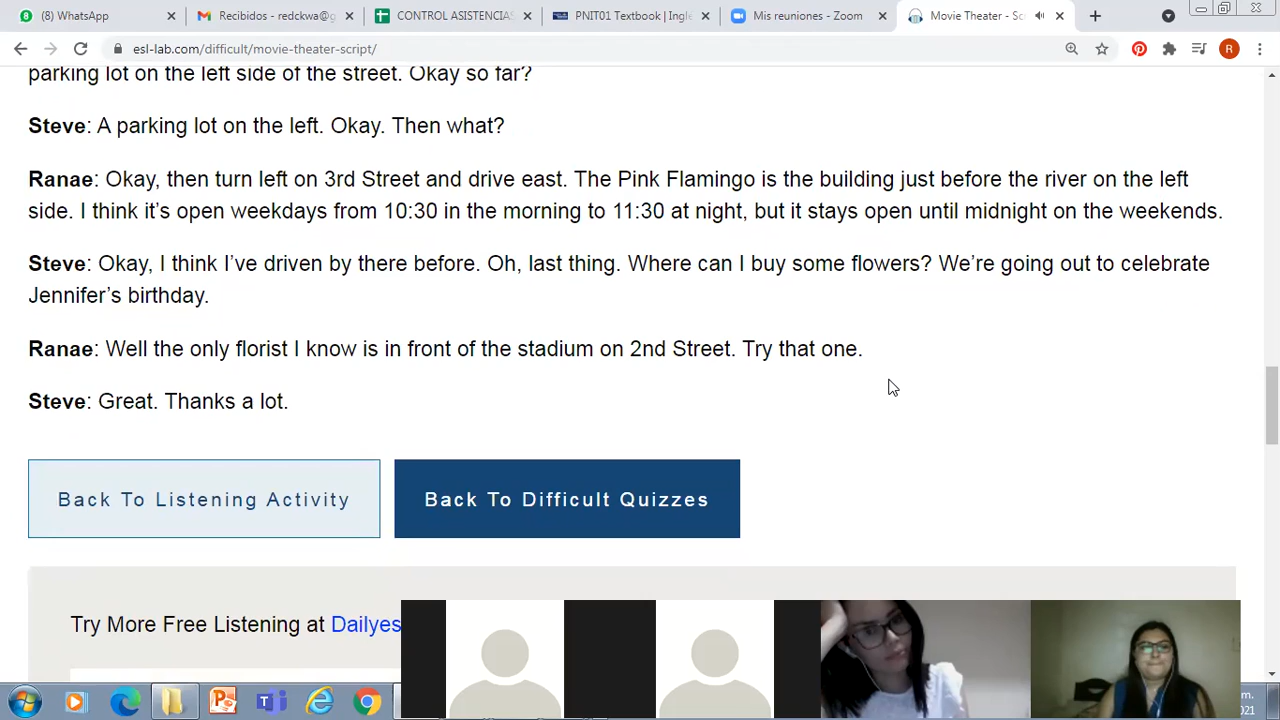 8 (8) WhatsApp
Recibidos - redckwa@g
CONTROL ASISTENCIAS
PNIT01 Textbook | Ingl
Mis reuniones - Zoom
Movie Theater - Sc
esl-lab.com/difficult/movie-theater-script/
R
parking lot on the left side of the street. Okay so far?
Steve: A parking lot on the left. Okay. Then what?
Ranae: Okay, then turn left on 3rd Street and drive east. The Pink Flamingo is the building just before the river on the left
side. I think it’s open weekdays from 10:30 in the morning to 11:30 at night, but it stays open until midnight on the weekends.
Steve: Okay, I think I’ve driven by there before. Oh, last thing. Where can I buy some flowers? We’re going out to celebrate
Jennifer’s birthday.
Ranae: Well the only florist I know is in front of the stadium on 2nd Street. Try that one.
Steve: Great. Thanks a lot.
Back To Listening Activity
Back To Difficult Quizzes
Try More Free Listening at Dailyes
m.
2021